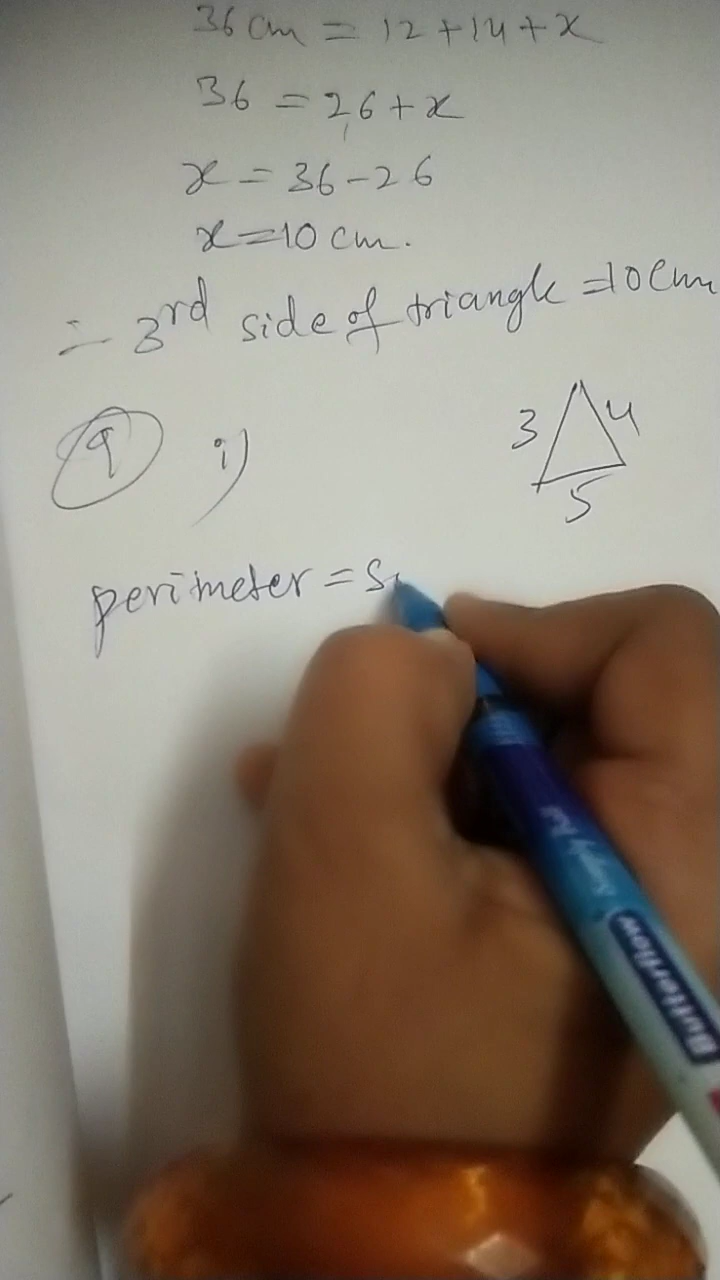 36 cm = 12 + 14 + x
36 = 26 + x
x = 36 - 26
x = 10 cm.
∴ 3rd side of triangle = 10 cm
9 i)
3 4
5
perimeter = S
Butterflow